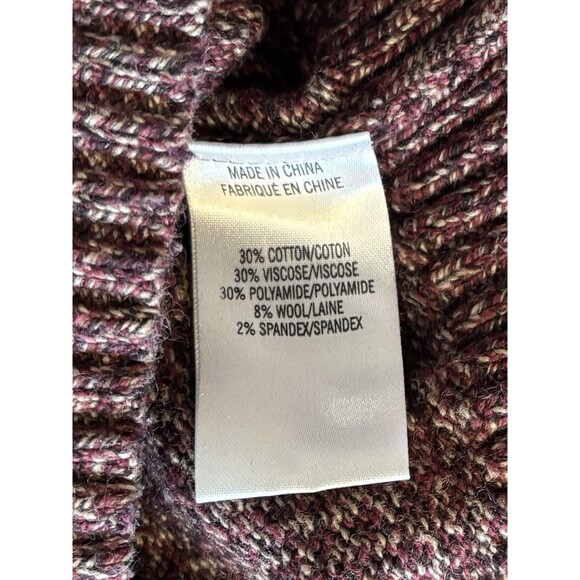 MADE IN CHINA
FABRIQUÉ EN CHINE
30% COTTON/COTON
30% VISCOSE/VISCOSE
30% POLYAMIDE/POLYAMIDE
8% WOOL/LAINE
2% SPANDEX/SPANDEX